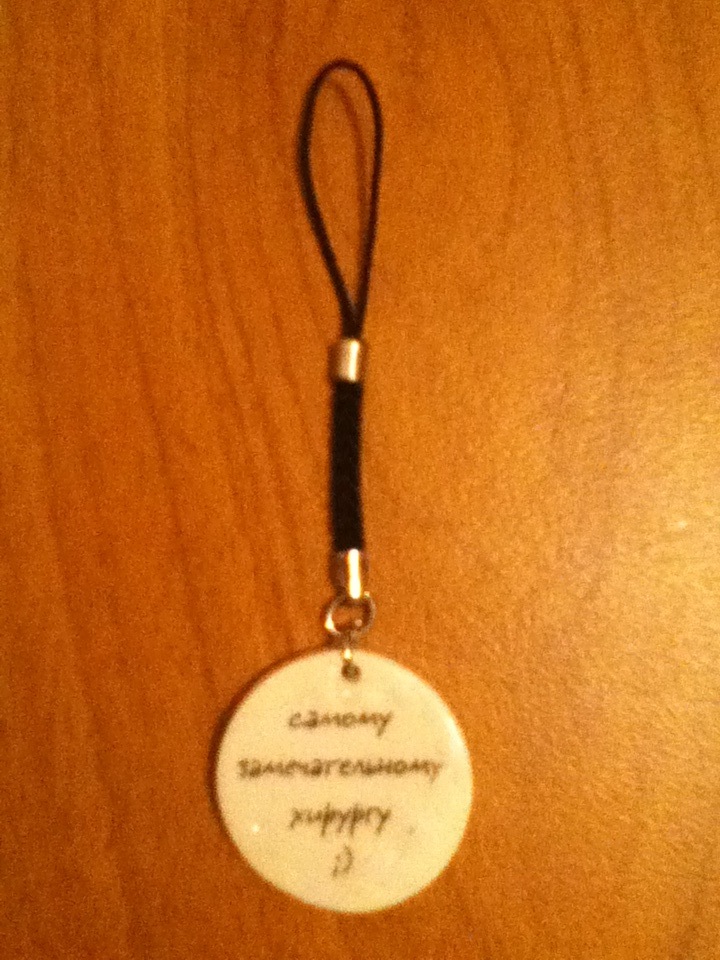 самому
замечательному
хирургу
;)